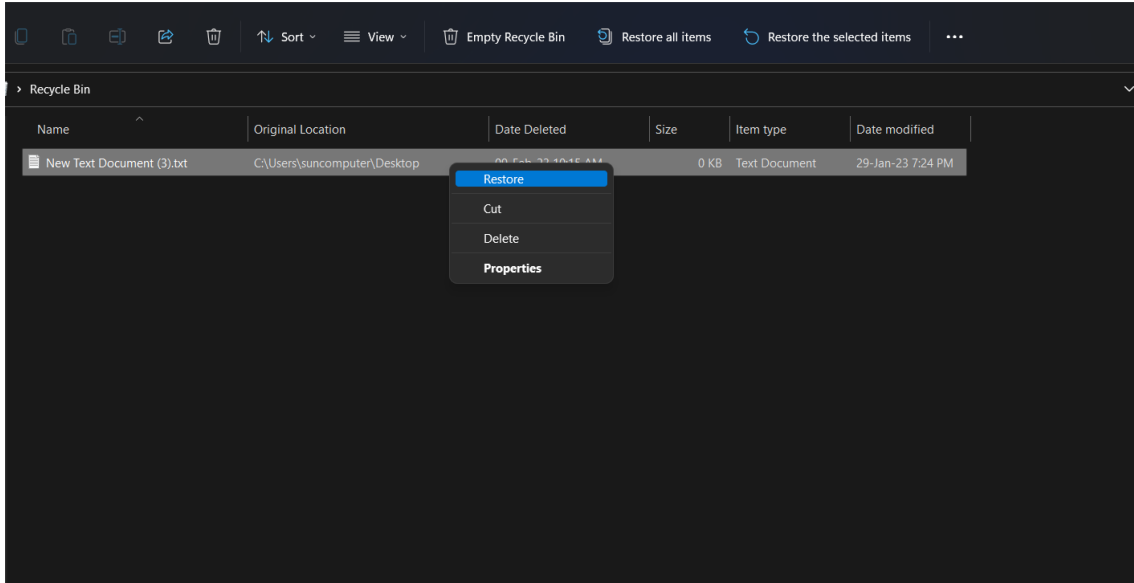 Sort View Empty Recycle Bin Restore all items Restore the selected items
Recycle Bin
Name Original Location Date Deleted Size Item type Date modified
New Text Document (3).txt C:\Users\suncomputer\Desktop 0 KB Text Document 29-Jan-23 7:24 PM
Restore
Cut
Delete
Properties